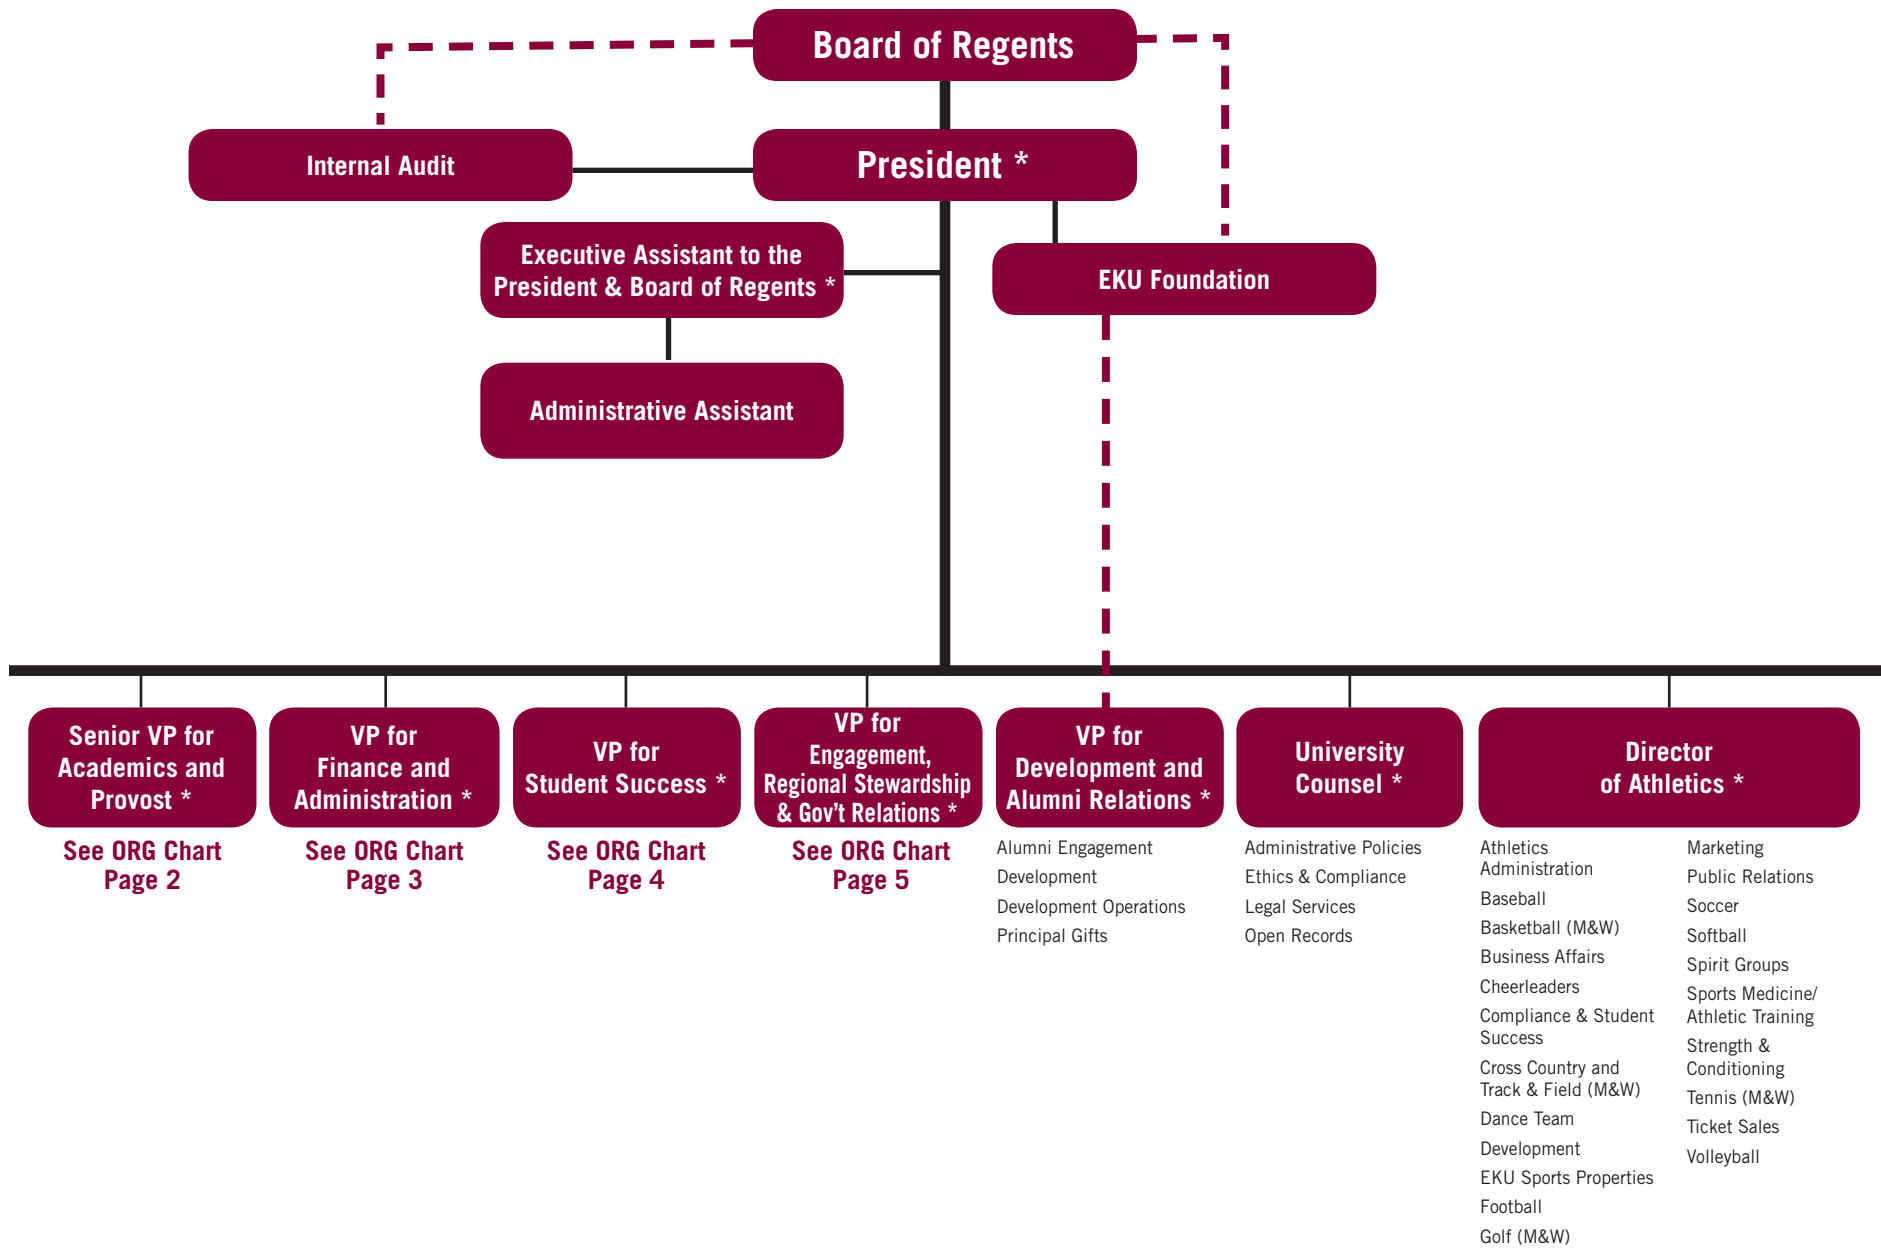 Board of Regents
Internal Audit
President *
Executive Assistant to the
President & Board of Regents *
EKU Foundation
Administrative Assistant
Senior VP for
Academics and
Provost *
See ORG Chart
Page 2
VP for
Finance and
Administration *
See ORG Chart
Page 3
VP for
Student Success *
See ORG Chart
Page 4
VP for
Engagement,
Regional Stewardship
& Gov't Relations *
See ORG Chart
Page 5
VP for
Development and
Alumni Relations *
Alumni Engagement
Development
Development Operations
Principal Gifts
University
Counsel *
Administrative Policies
Ethics & Compliance
Legal Services
Open Records
Director
of Athletics *
Athletics
Administration
Baseball
Basketball (M&W)
Business Affairs
Cheerleaders
Compliance & Student
Success
Cross Country and
Track & Field (M&W)
Dance Team
Development
EKU Sports Properties
Football
Golf (M&W)
Marketing
Public Relations
Soccer
Softball
Spirit Groups
Sports Medicine/
Athletic Training
Strength &
Conditioning
Tennis (M&W)
Ticket Sales
Volleyball